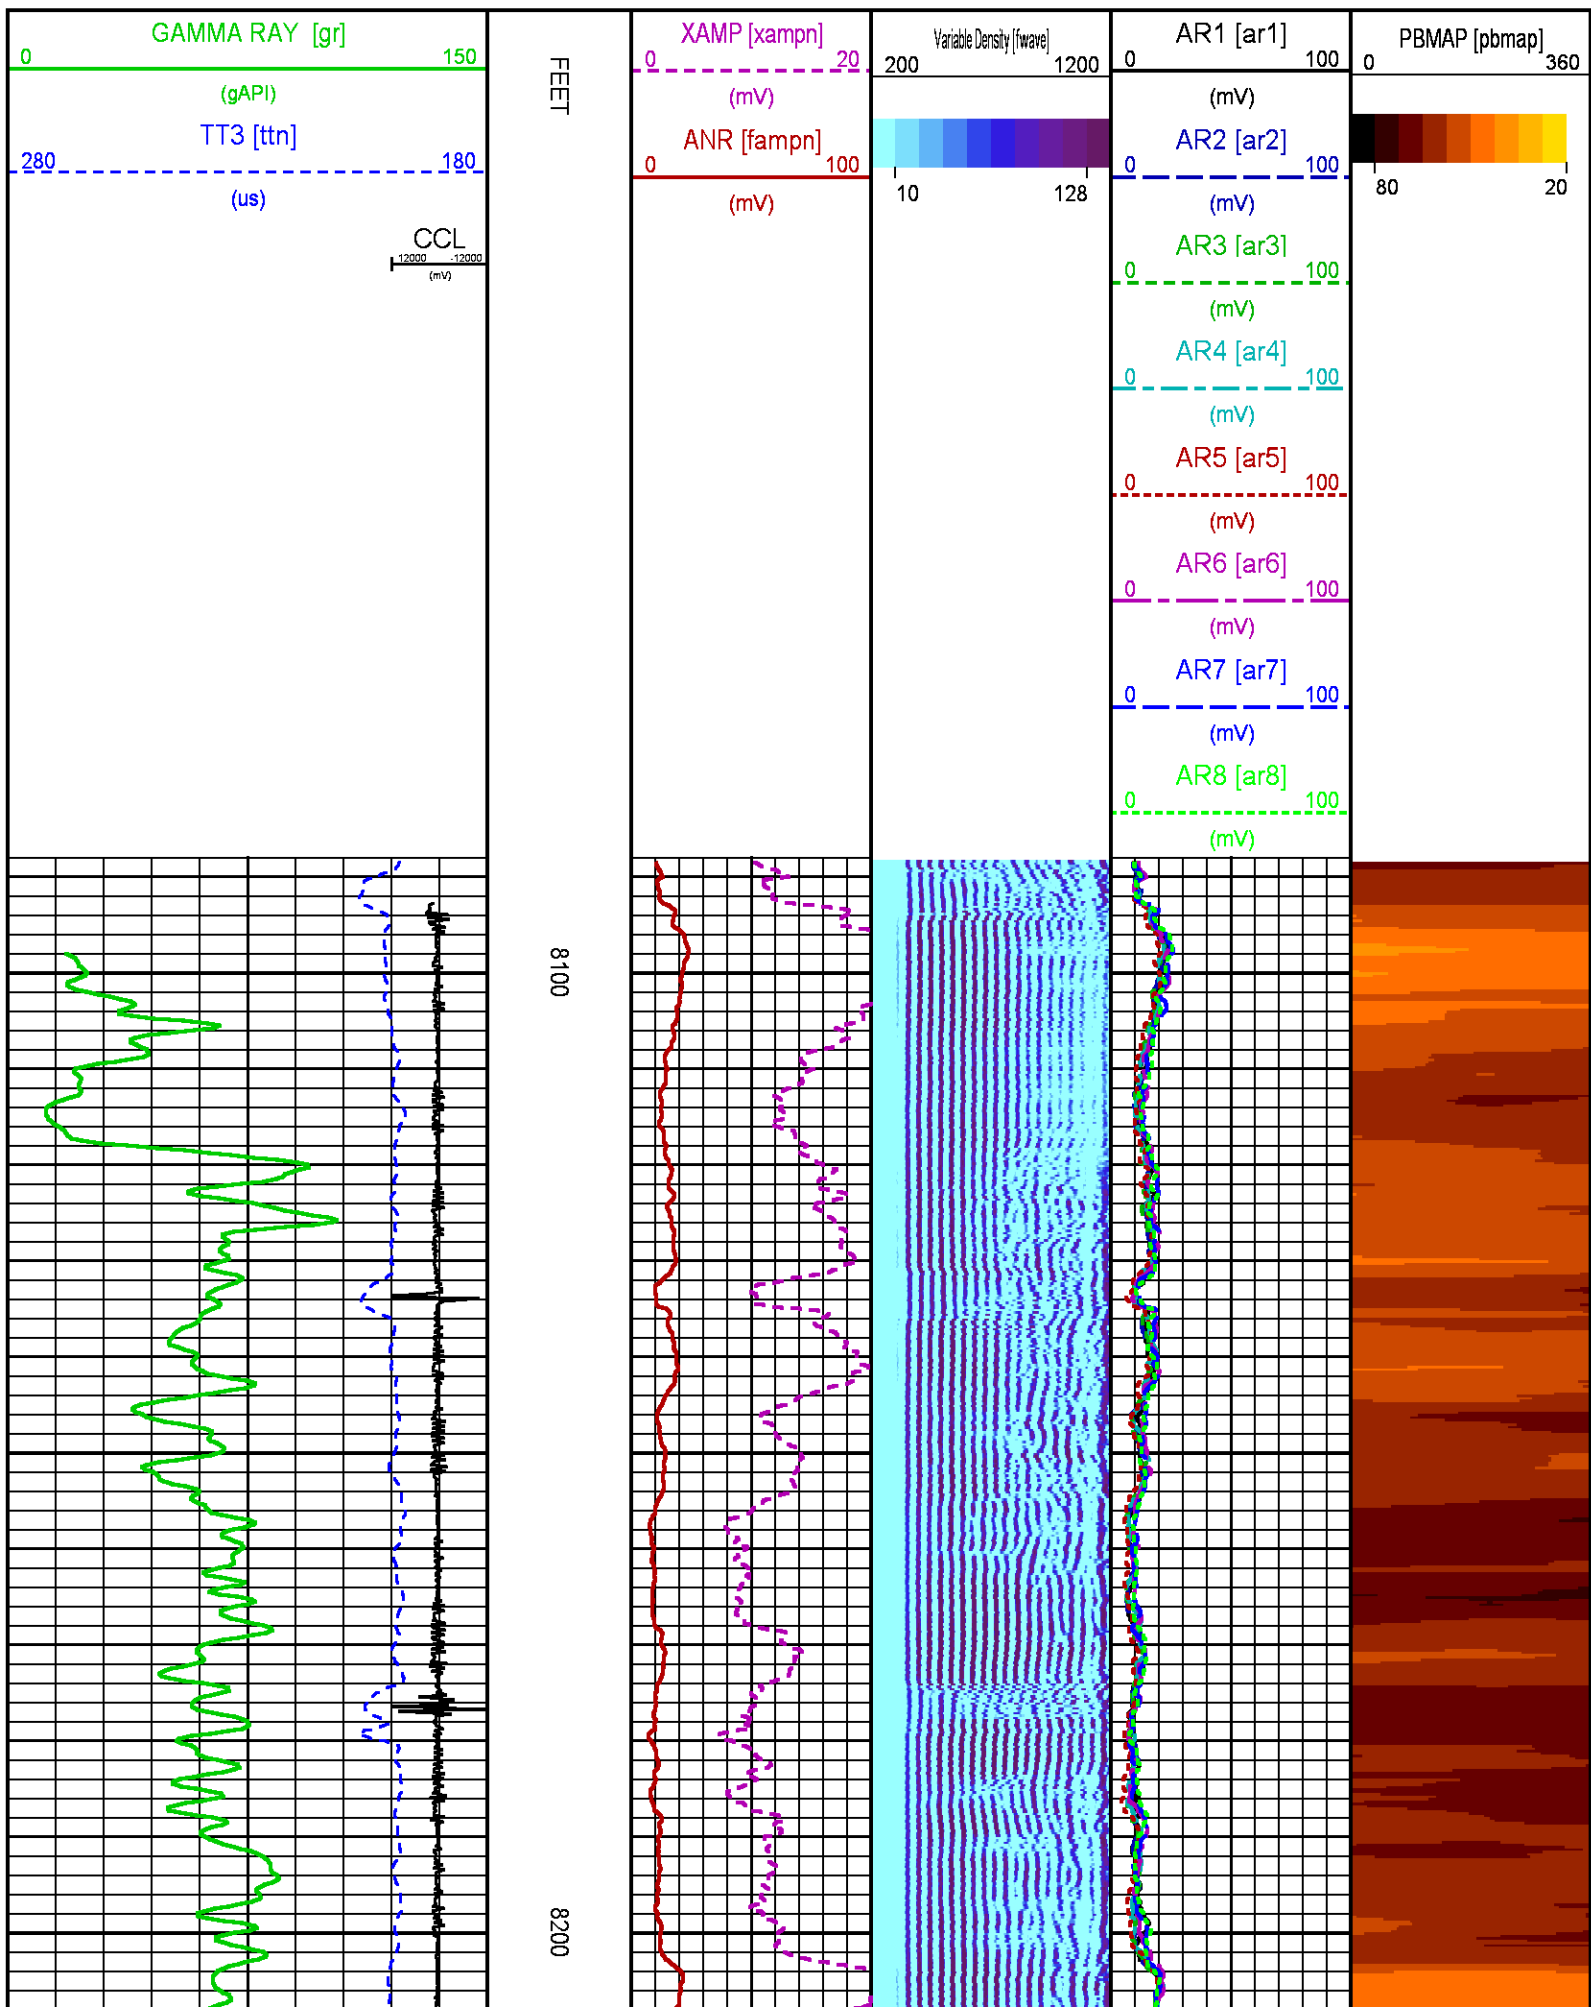 GAMMA RAY [gr]
0 150
(gAPI)
TT3 [ttn]
280 180
(us)
CCL
12000 -12000
(mV)
FEET
XAMP [xampn]
0 20
(mV)
ANR [fampn]
0 100
(mV)
Variable Density [fwave]
200 1200
10 128
AR1 [ar1]
0 100
(mV)
AR2 [ar2]
0 100
(mV)
AR3 [ar3]
0 100
(mV)
AR4 [ar4]
0 100
(mV)
AR5 [ar5]
0 100
(mV)
AR6 [ar6]
0 100
(mV)
AR7 [ar7]
0 100
(mV)
AR8 [ar8]
0 100
(mV)
PBMAP [pbmap]
0 360
80 20
8100
8200